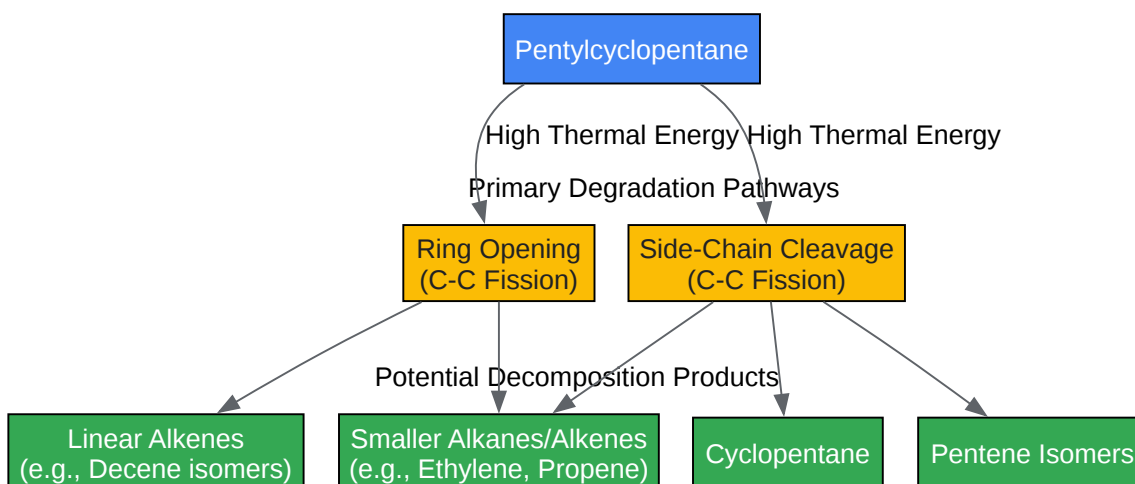 Pentylcyclopentane
High Thermal Energy
High Thermal Energy
Primary Degradation Pathways
Ring Opening
(C-C Fission)
Side-Chain Cleavage
(C-C Fission)
Potential Decomposition Products
Linear Alkenes
(e.g., Decene isomers)
Smaller Alkanes/Alkenes
(e.g., Ethylene, Propene)
Cyclopentane
Pentene Isomers